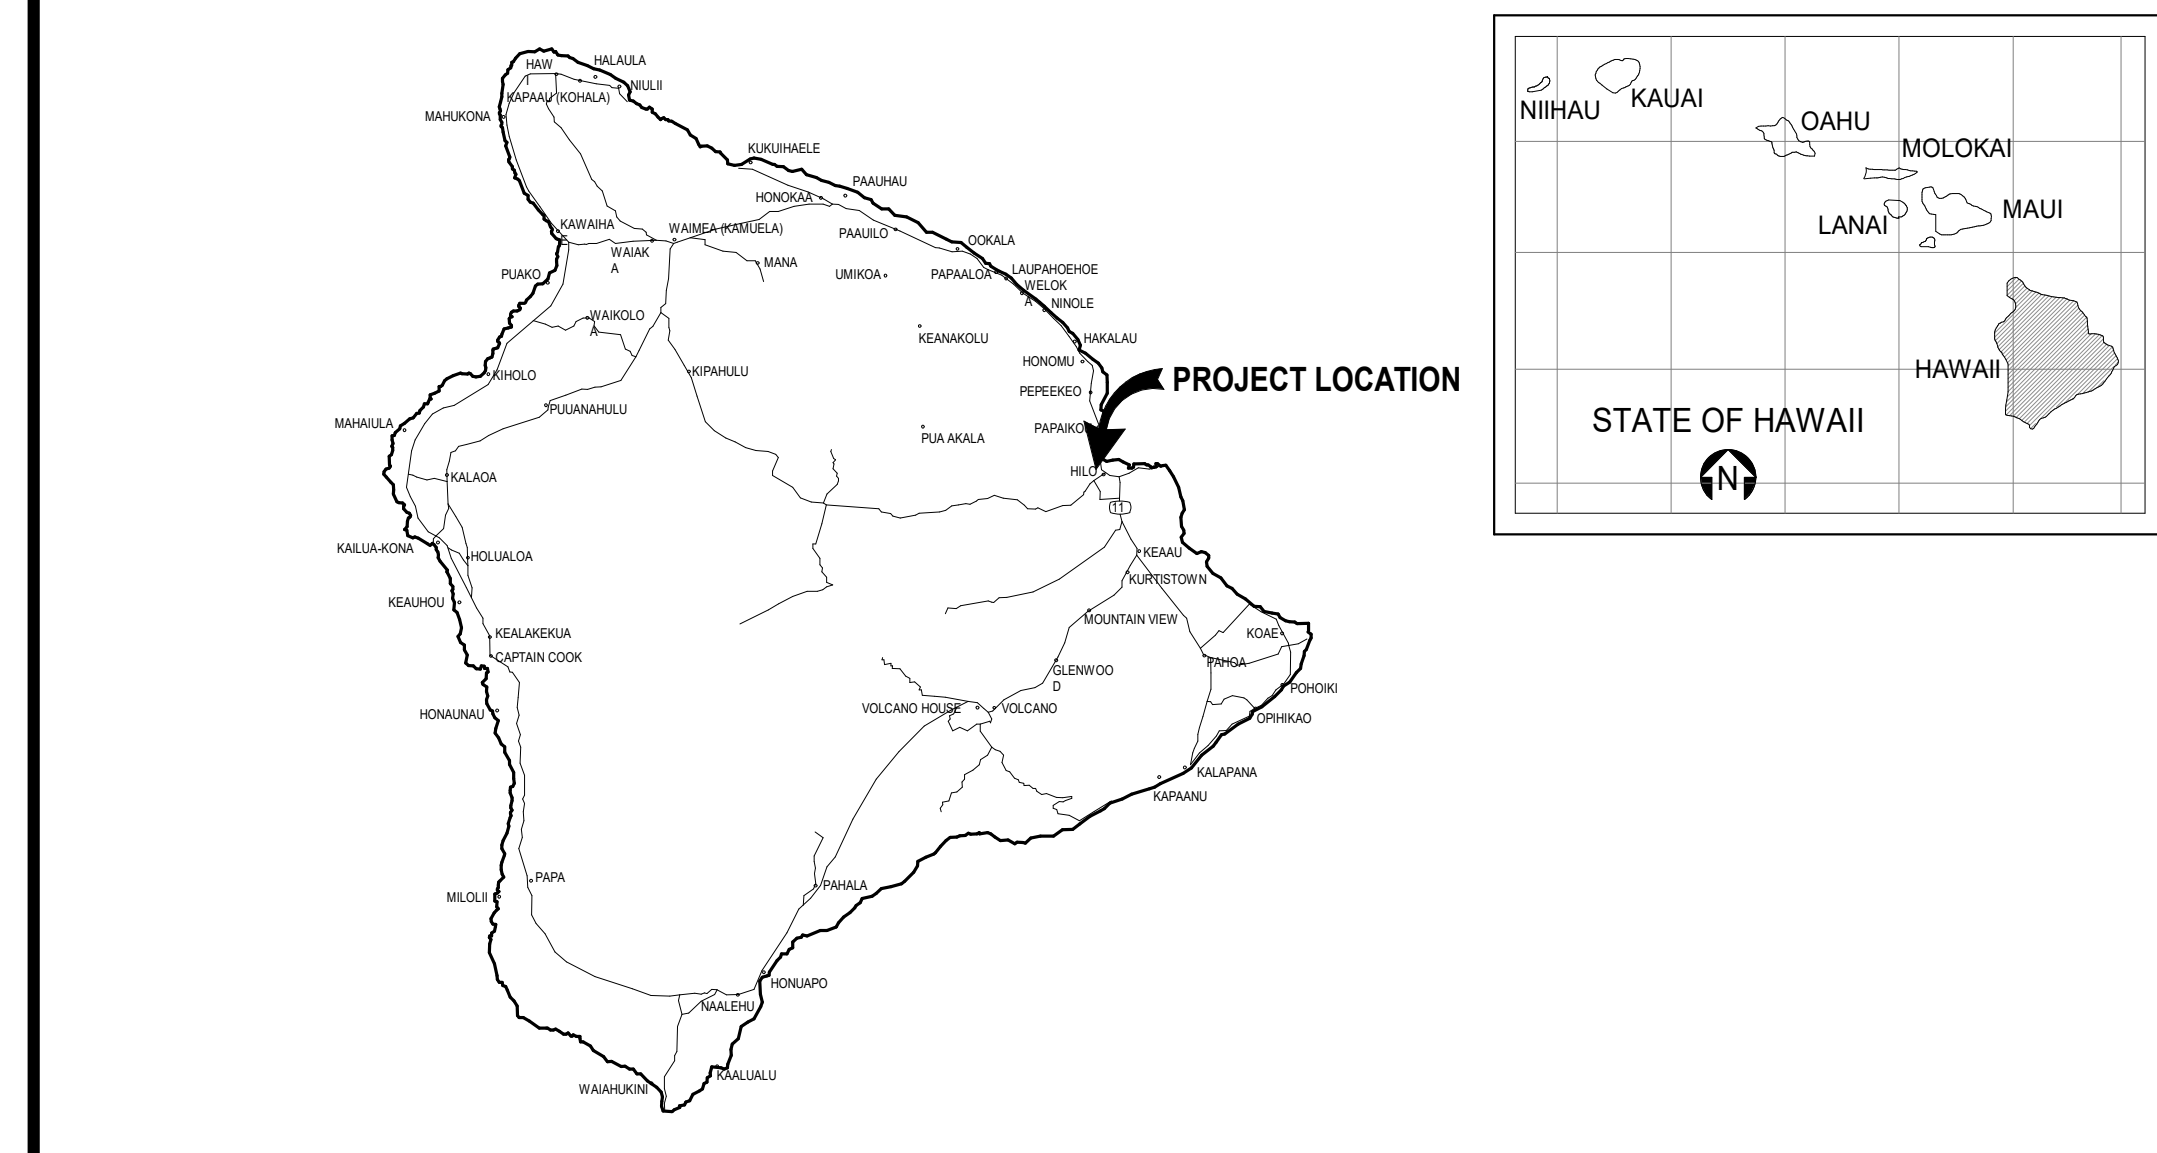 HAW
I
HALAULA
NIULII
KAPAAU (KOHALA)
MAHUKONA
KUKUIHAELE
PAAUHAU
HONOKAA
KAWAIHA
E
WAIMEA (KAMUELA)
PAAUILO
OOKALA
WAIAK
A
MANA
UMIKOA
PAPAALOA
LAUPAHOEHOE
PUAKO
WELOK
A
NINOLE
WAIKOLO
A
KEANAKOLU
HAKALAU
HONOMU
KIHOLO
KIPAHULU
PROJECT LOCATION
PEPEEKEO
PUUANAHULU
MAHAIULA
PUA AKALA
PAPAIKO
HILO
KALAOA
11
KAILUA-KONA
HOLUALOA
KEAAU
KURTISTOWN
KEAUHOU
MOUNTAIN VIEW
KEALAKEKUA
KOAE
CAPTAIN COOK
PAHOA
GLENWOO
D
POHOIKI
HONAUNAU
VOLCANO HOUSE
VOLCANO
OPIHIKAO
KALAPANA
KAPAANU
PAPA
PAHALA
MILOLII
HONUAPO
NAALEHU
KAALUALU
WAIAHUKINI
NIIHAU
KAUAI
OAHU
MOLOKAI
LANAI
MAUI
HAWAII
STATE OF HAWAII
N